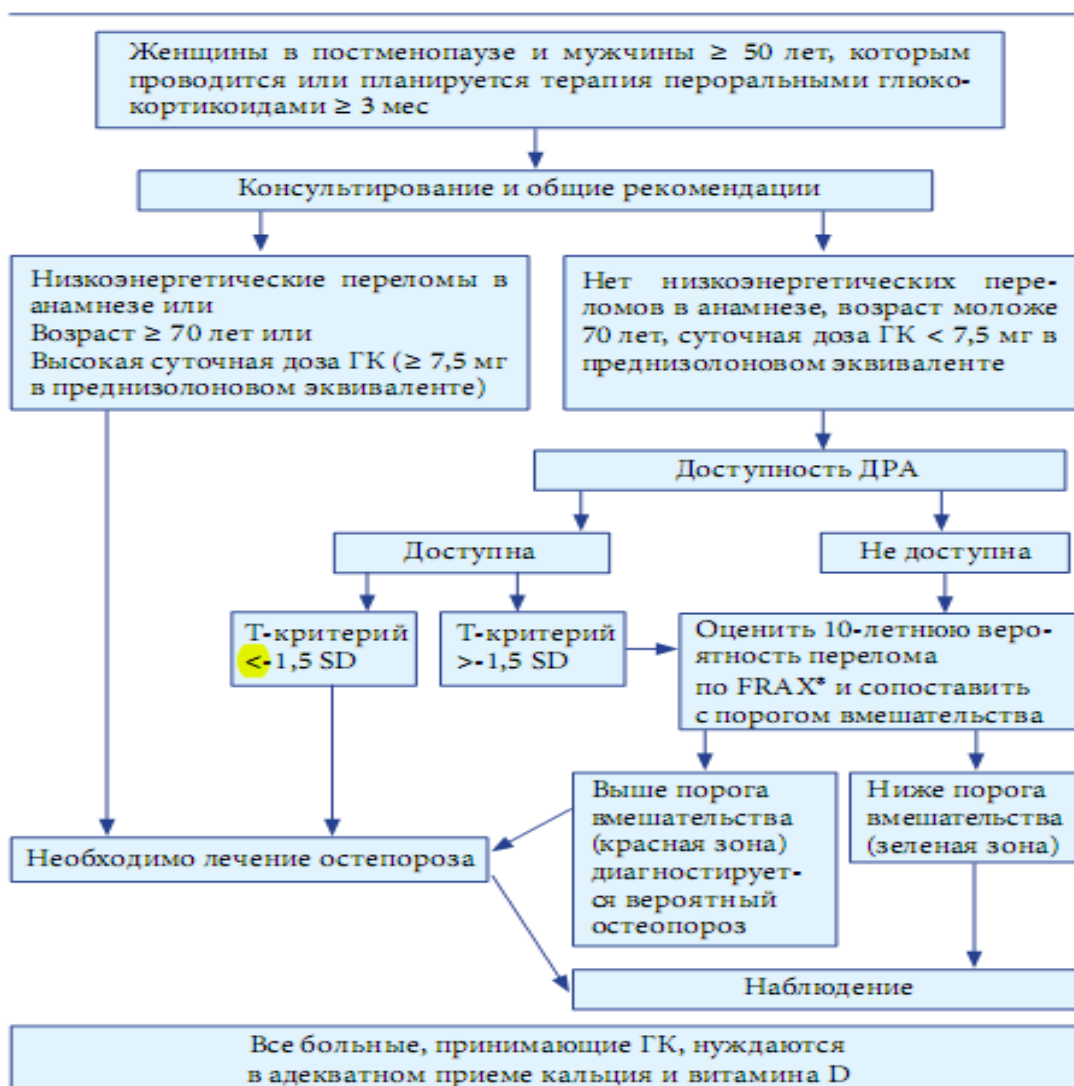 Женщины в постменопаузе и мужчины ≥ 50 лет, которым
проводится или планируется терапия пероральными глюко-
кортикоидами ≥ 3 мес
Консультирование и общие рекомендации
Низкоэнергетические переломы в
анамнезе или
Возраст ≥ 70 лет или
Высокая суточная доза ГК (≥ 7,5 мг
в преднизолоновом эквиваленте)
Нет низкоэнергетических пере-
ломов в анамнезе, возраст моложе
70 лет, суточная доза ГК < 7,5 мг в
преднизолоновом эквиваленте
Доступность ДРА
Доступна
Не доступна
Т-критерий
<-1,5 SD
Т-критерий
>-1,5 SD
Оценить 10-летнюю веро-
ятность перелома
по FRAX® и сопоставить
с порогом вмешательства
Выше порога
вмешательства
(красная зона)
диагностирует-
ся вероятный
остеопороз
Ниже порога
вмешательства
(зеленая зона)
Необходимо лечение остепороза
Наблюдение
Все больные, принимающие ГК, нуждаются
в адекватном приеме кальция и витамина D